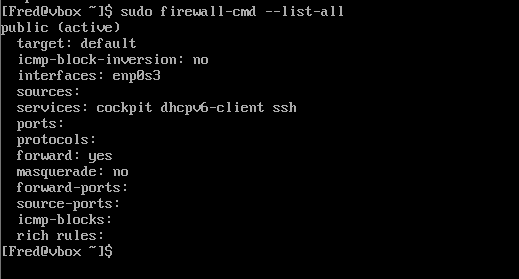 [Fred@vbox ~]$ sudo firewall-cmd --list-all
public (active)
  target: default
  icmp-block-inversion: no
  interfaces: enp0s3
  sources:
  services: cockpit dhcpv6-client ssh
  ports:
  protocols:
  forward: yes
  masquerade: no
  forward-ports:
  source-ports:
  icmp-blocks:
  rich rules:
[Fred@vbox ~]$